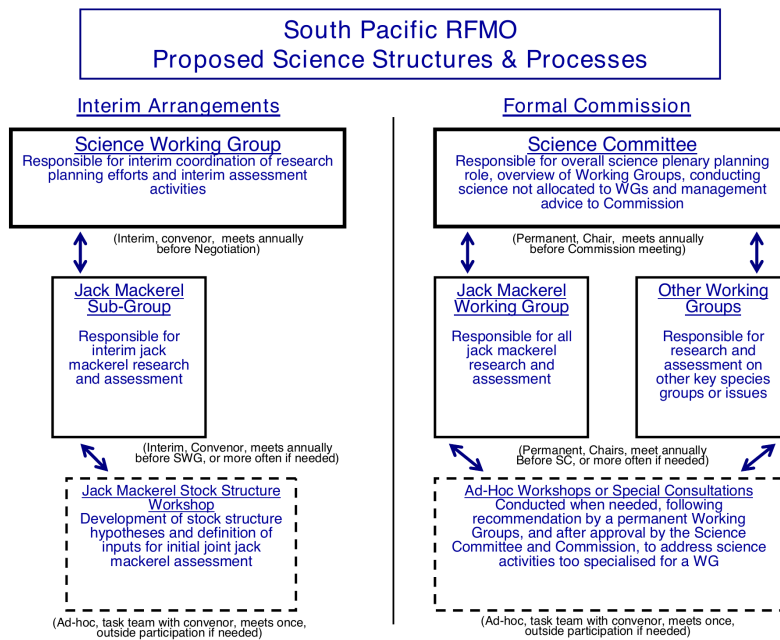 South Pacific RFMO
Proposed Science Structures & Processes
Interim Arrangements
Science Working Group
Responsible for interim coordination of research
planning efforts and interim assessment
activities
(Interim, convenor, meets annually
before Negotiation)
Jack Mackerel
Sub-Group
Responsible for
interim jack
mackerel research
and assessment
(Interim, Convenor, meets annually
before SWG, or more often if needed)
Jack Mackerel Stock Structure
Workshop
Development of stock structure
hypotheses and definition of
inputs for initial joint jack
mackerel assessment
(Ad-hoc, task team with convenor, meets once,
outside participation if needed)
Formal Commission
Science Committee
Responsible for overall science plenary planning
role, overview of Working Groups, conducting
science not allocated to WGs and management
advice to Commission
(Permanent, Chair, meets annually
before Commission meeting)
Jack Mackerel
Working Group
Responsible for all
jack mackerel
research and
assessment
Other Working
Groups
Responsible for
research and
assessment on
other key species
groups or issues
(Permanent, Chairs, meet annually
Before SC, or more often if needed)
Ad-Hoc Workshops or Special Consultations
Conducted when needed, following
recommendation by a permanent Working
Groups, and after approval by the Science
Committee and Commission, to address science
activities too specialised for a WG
(Ad-hoc, task team with convenor, meets once,
outside participation if needed)